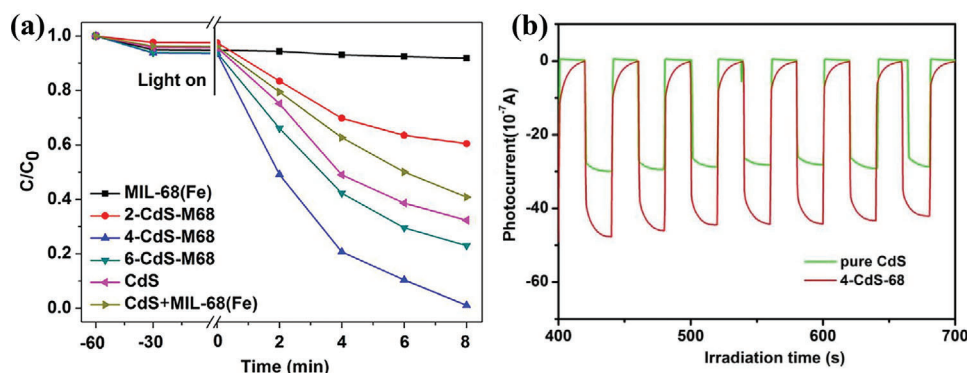 (a)
1.0
0.8
0.6
0.4
0.2
0.0
C/C0
Light on
MIL-68(Fe)
2-CdS-M68
4-CdS-M68
6-CdS-M68
CdS
CdS+MIL-68(Fe)
-60 -30 0 2 4 6 8
Time (min)
(b)
0
-20
-40
-60
Photocurrent(10-7A)
pure CdS
4-CdS-68
400 500 600 700
Irradiation time (s)